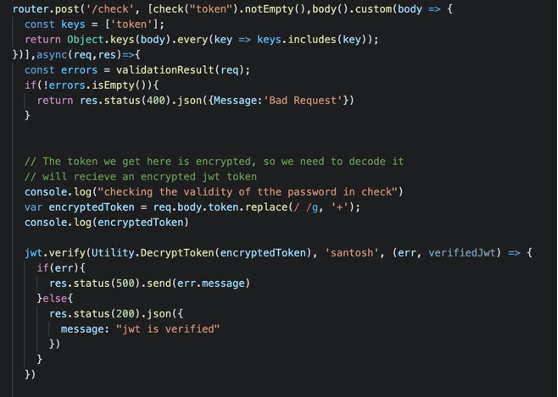 router.post('/check', [check("token").notEmpty(),body().custom(body => {
const keys = ['token'];
return Object.keys(body).every(key => keys.includes(key));
})],async(req,res)=>{
const errors = validationResult(req);
if(!errors.isEmpty()){
return res.status(400).json({Message:'Bad Request'})
}
// The token we get here is encrypted, so we need to decode it
// will recieve an encrypted jwt token
console.log("checking the validity of tthe password in check")
var encryptedToken = req.body.token.replace(/ /g, '+');
console.log(encryptedToken)
jwt.verify(Utility.DecryptToken(encryptedToken), 'santosh', (err, verifiedJwt) => {
if(err){
res.status(500).send(err.message)
}else{
res.status(200).json({
message: "jwt is verified"
})
}
})